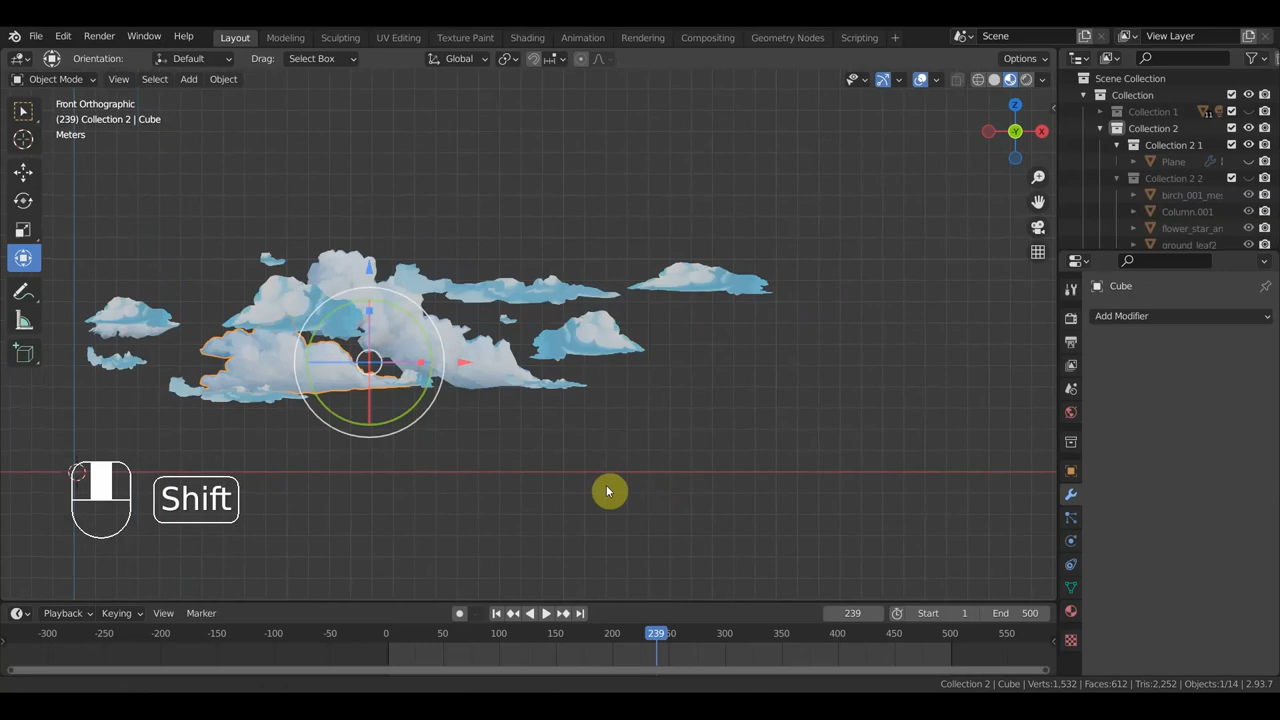 File Edit Render Window Help Layout Modeling Sculpting UV Editing Texture Paint Shading Animation Rendering Compositing Geometry Nodes Scripting + Scene View Layer
Orientation: Default Drag: Select Box Global Options
Object Mode View Select Add Object
Scene Collection
Collection
Collection 1 11
Collection 2
Collection 2 1
Plane
Collection 2 2
birch_001_me
Column.001
flower_star_an
ground_leaf2
Front Orthographic
(239) Collection 2 | Cube
Meters
Z
-Y
X
Cube
Add Modifier
Shift
Playback Keying View Marker 239 Start 1 End 500
-300 -250 -200 -150 -100 -50 0 50 100 150 200 239 50 300 350 400 450 500 550
Collection 2 | Cube | Verts:1,532 | Faces:612 | Tris:2,252 | Objects:1/14 | 2.93.7